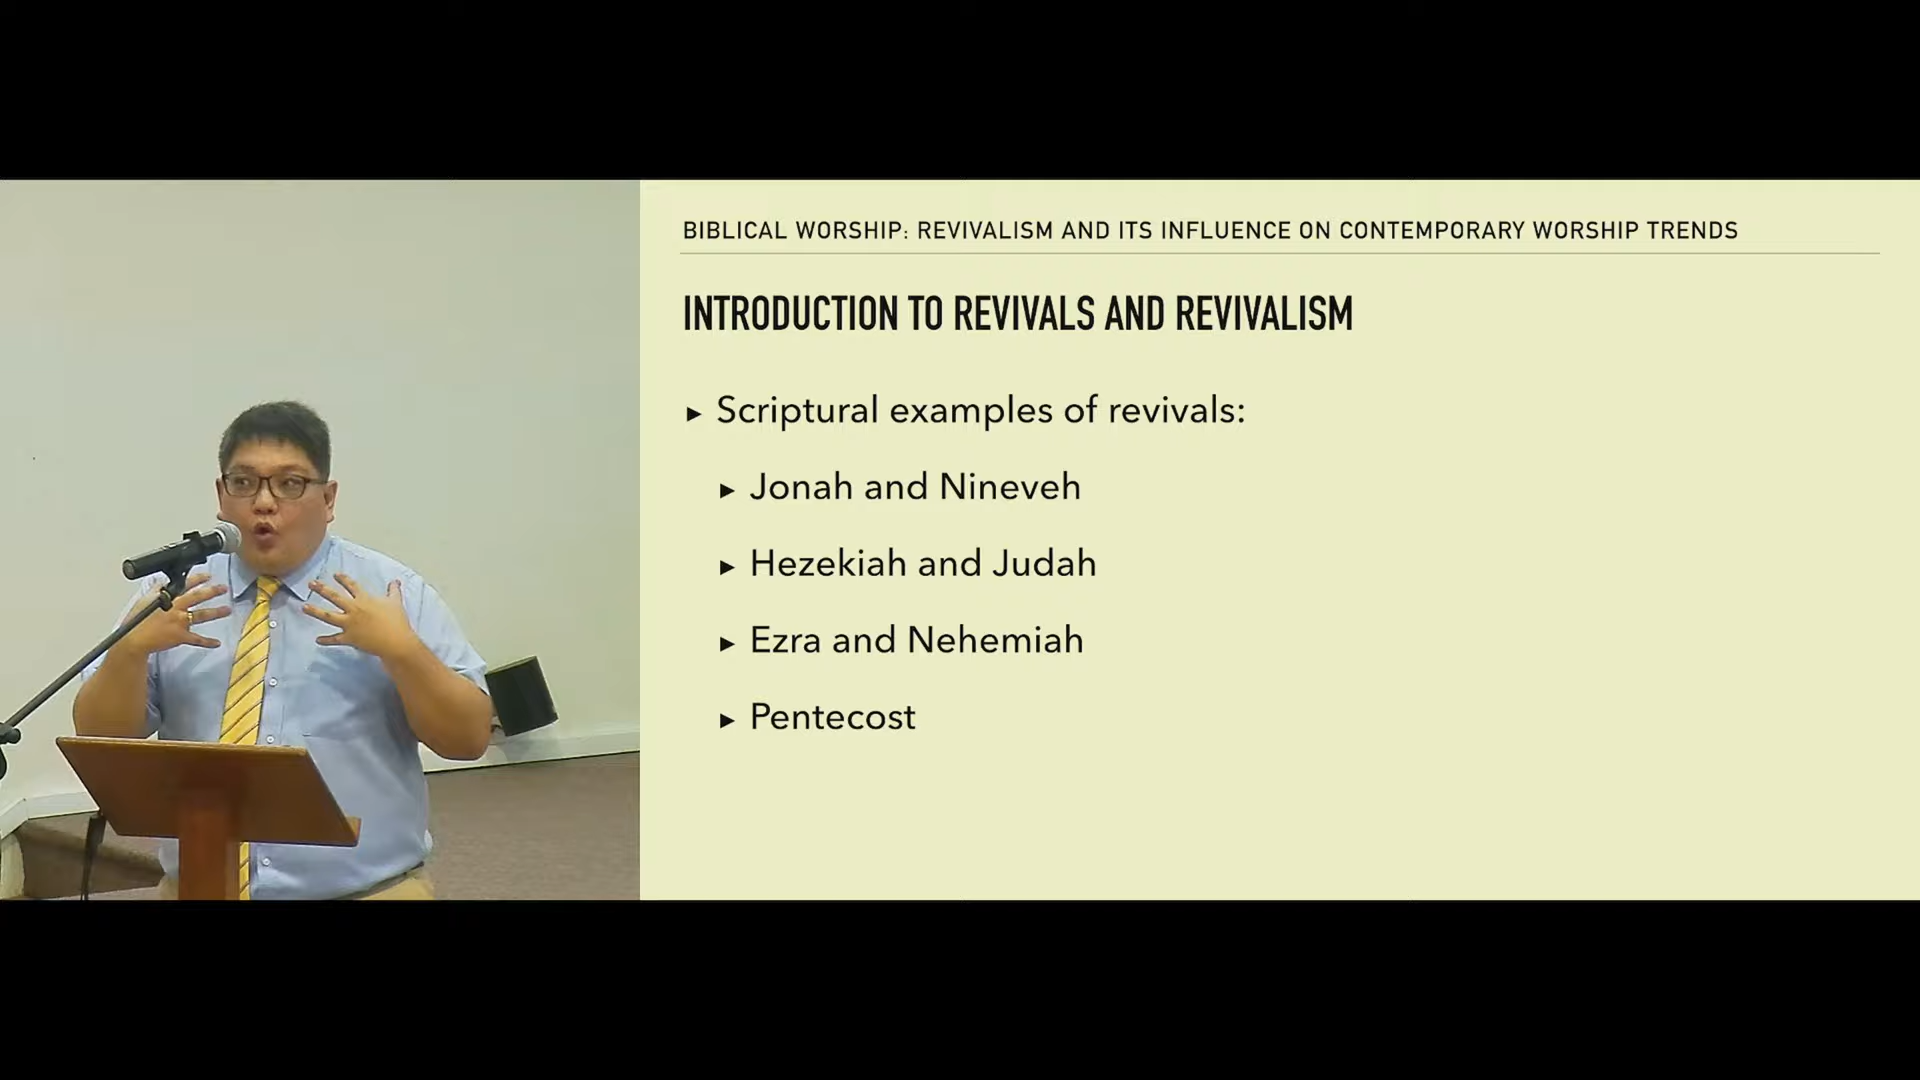 BIBLICAL WORSHIP: REVIVALISM AND ITS INFLUENCE ON CONTEMPORARY WORSHIP TRENDS
INTRODUCTION TO REVIVALS AND REVIVALISM
▸ Scriptural examples of revivals:
▸ Jonah and Nineveh
▸ Hezekiah and Judah
▸ Ezra and Nehemiah
▸ Pentecost